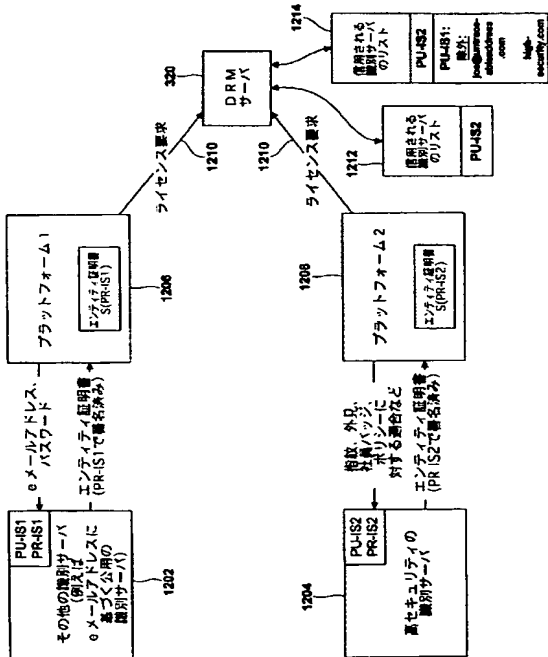 その他の識別サーバ
(例えば
eメールアドレスに
基づく公用の
識別サーバ)
PU-IS1
PR-IS1
1202
eメールアドレス、
パスワード
エンティティ証明書
(PR-IS1で署名済み)
プラットフォーム1
エンティティ証明書
S(PR-IS1)
1206
ライセンス要求
1210
DRM
サーバ
320
信用される
識別サーバ
のリスト
PU-IS2
PU-IS1:
除外:
.com
high-
security.com
1214
高セキュリティの
識別サーバ
PU-IS2
PR-IS2
1204
指紋、外見、
社員バッジ、
ポリシーに
対する適合など
エンティティ証明書
(PR-IS2で署名済み)
プラットフォーム2
エンティティ証明書
S(PR-IS2)
1208
ライセンス要求
1210
信用される
識別サーバ
のリスト
PU-IS2
1212